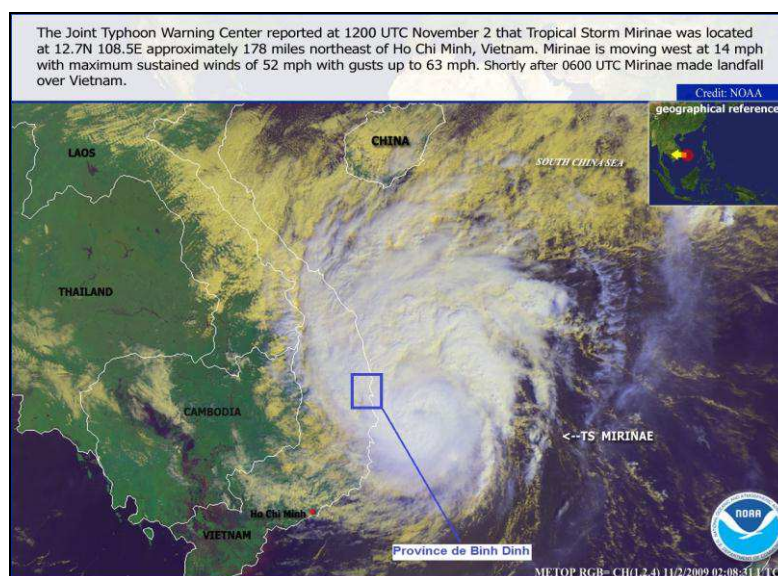 The Joint Typhoon Warning Center reported at 1200 UTC November 2 that Tropical Storm Mirinae was located
at 12.7N 108.5E approximately 178 miles northeast of Ho Chi Minh, Vietnam. Mirinae is moving west at 14 mph
with maximum sustained winds of 52 mph with gusts up to 63 mph. Shortly after 0600 UTC Mirinae made landfall
over Vietnam.
Credit: NOAA
geographical reference
CHINA
LAOS
SOUTH CHINA SEA
THAILAND
CAMBODIA
<--TS MIRINAE
Ho Chi Minh
VIETNAM
NOAA
Province de Binh Dinh
METOP RGB= CH(1,2,4) 11/2/2009 02:08:31 UTC